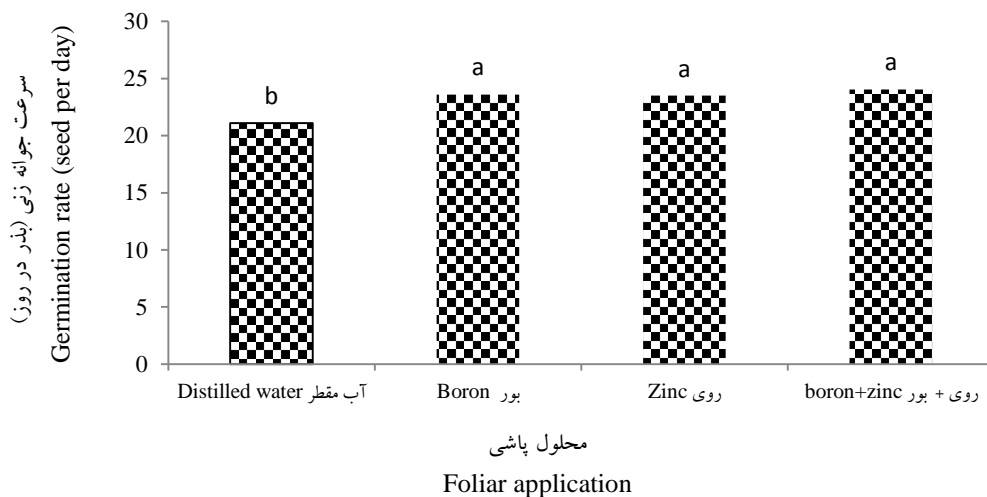 سرعت جوانه زنی (بذر در روز)
Germination rate (seed per day)
30
25
20
15
10
5
0
b
a
a
a
Distilled water آب مقطر
Boron بور
Zinc روی
boron+zinc روی + بور
محلول پاشی
Foliar application